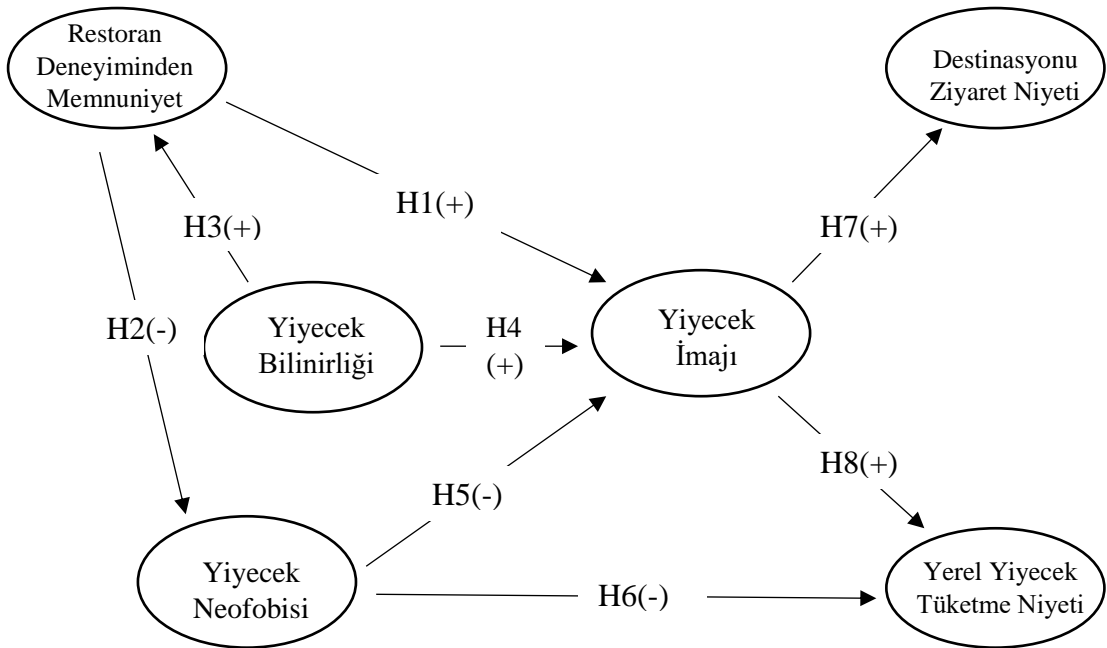 Restoran
Deneyiminden
Memnuniyet
Destinasyonu
Ziyaret Niyeti
H1(+)
H3(+)
H7(+)
H2(-)
Yiyecek
Bilinirliği
H4
(+)
Yiyecek
İmajı
H5(-)
H8(+)
Yiyecek
Neofobisi
H6(-)
Yerel Yiyecek
Tüketme Niyeti